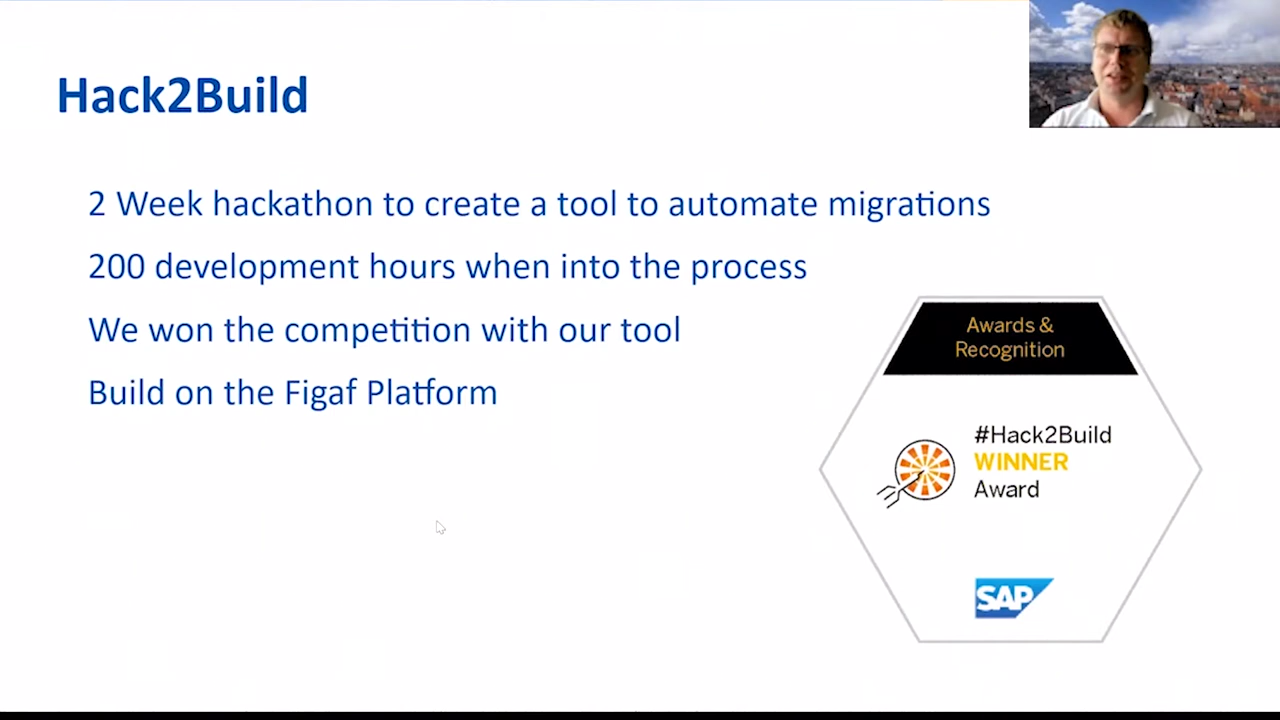 Hack2Build
2 Week hackathon to create a tool to automate migrations
200 development hours when into the process
We won the competition with our tool
Build on the Figaf Platform
Awards &
Recognition
#Hack2Build
WINNER
Award
SAP